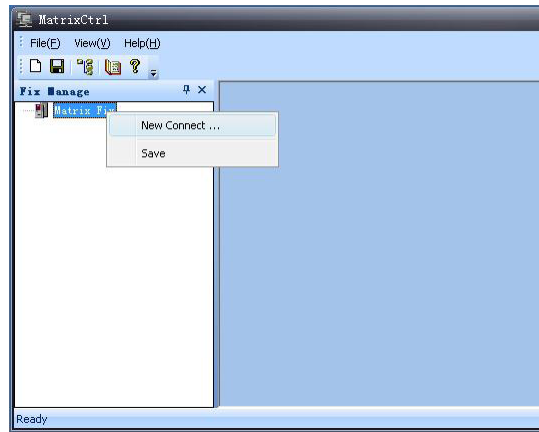 MatrixCtrl
File(F) View(V) Help(H)
Fix Manage
Matrix Fix
New Connect ...
Save
Ready